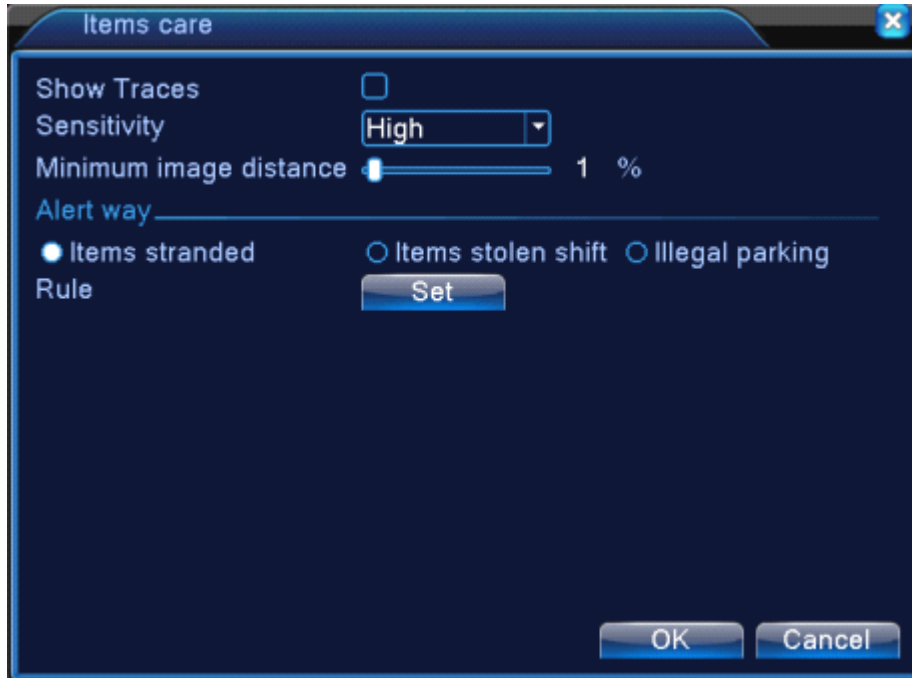 Items care
Show Traces
Sensitivity High
Minimum image distance 1 %
Alert way
Items stranded Items stolen shift Illegal parking
Rule Set
OK Cancel